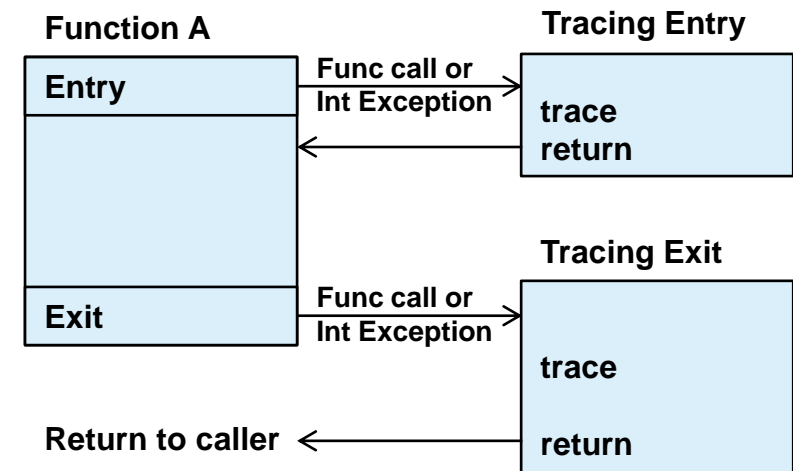 Function A
Tracing Entry
Entry
Func call or
Int Exception
trace
return
Tracing Exit
Exit
Func call or
Int Exception
trace
Return to caller
return